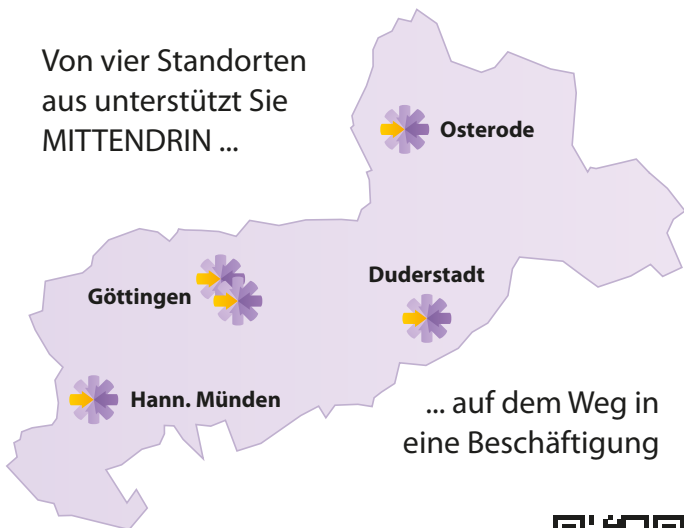 Von vier Standorten
aus unterstützt Sie
MITTENDRIN ...
Osterode
Duderstadt
Göttingen
Hann. Münden
... auf dem Weg in
eine Beschäftigung